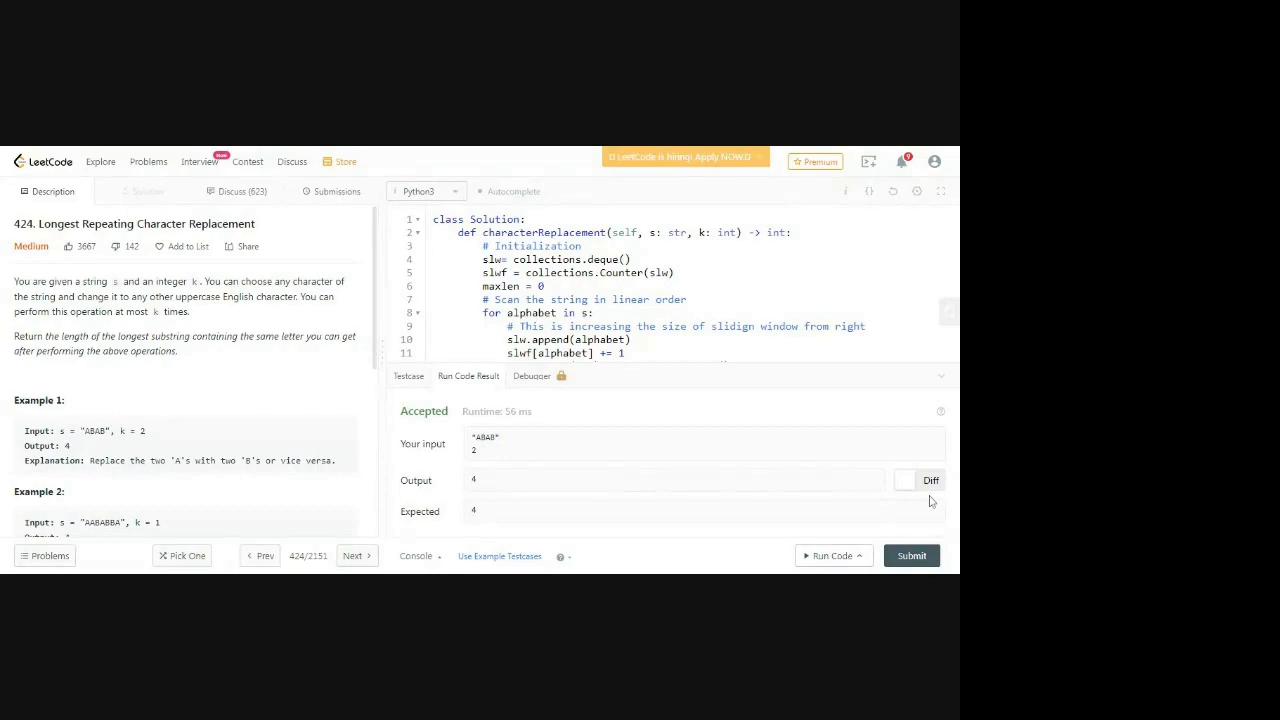 LeetCode Explore Problems Interview New Contest Discuss Store LeetCode is hiring! Apply NOW. Premium 9
Description Solution Discuss (623) Submissions i Python3 Autocomplete
424. Longest Repeating Character Replacement
Medium 3667 142 Add to List Share
You are given a string s and an integer k. You can choose any character of
the string and change it to any other uppercase English character. You can
perform this operation at most k times.
Return the length of the longest substring containing the same letter you can get
after performing the above operations.
Example 1:
Input: s = "ABAB", k = 2
Output: 4
Explanation: Replace the two 'A's with two 'B's or vice versa.
Example 2:
Input: s = "AABABBA", k = 1
1 class Solution:
2 def characterReplacement(self, s: str, k: int) -> int:
3 # Initialization
4 slw= collections.deque()
5 slwf = collections.Counter(slw)
6 maxlen = 0
7 # Scan the string in linear order
8 for alphabet in s:
9 # This is increasing the size of slidign window from right
10 slw.append(alphabet)
11 slwf[alphabet] += 1
Testcase Run Code Result Debugger
Accepted Runtime: 56 ms
Your input
"ABAB"
2
Output 4 Diff
Expected 4
Problems Pick One Prev 424/2151 Next Console Use Example Testcases Run Code Submit